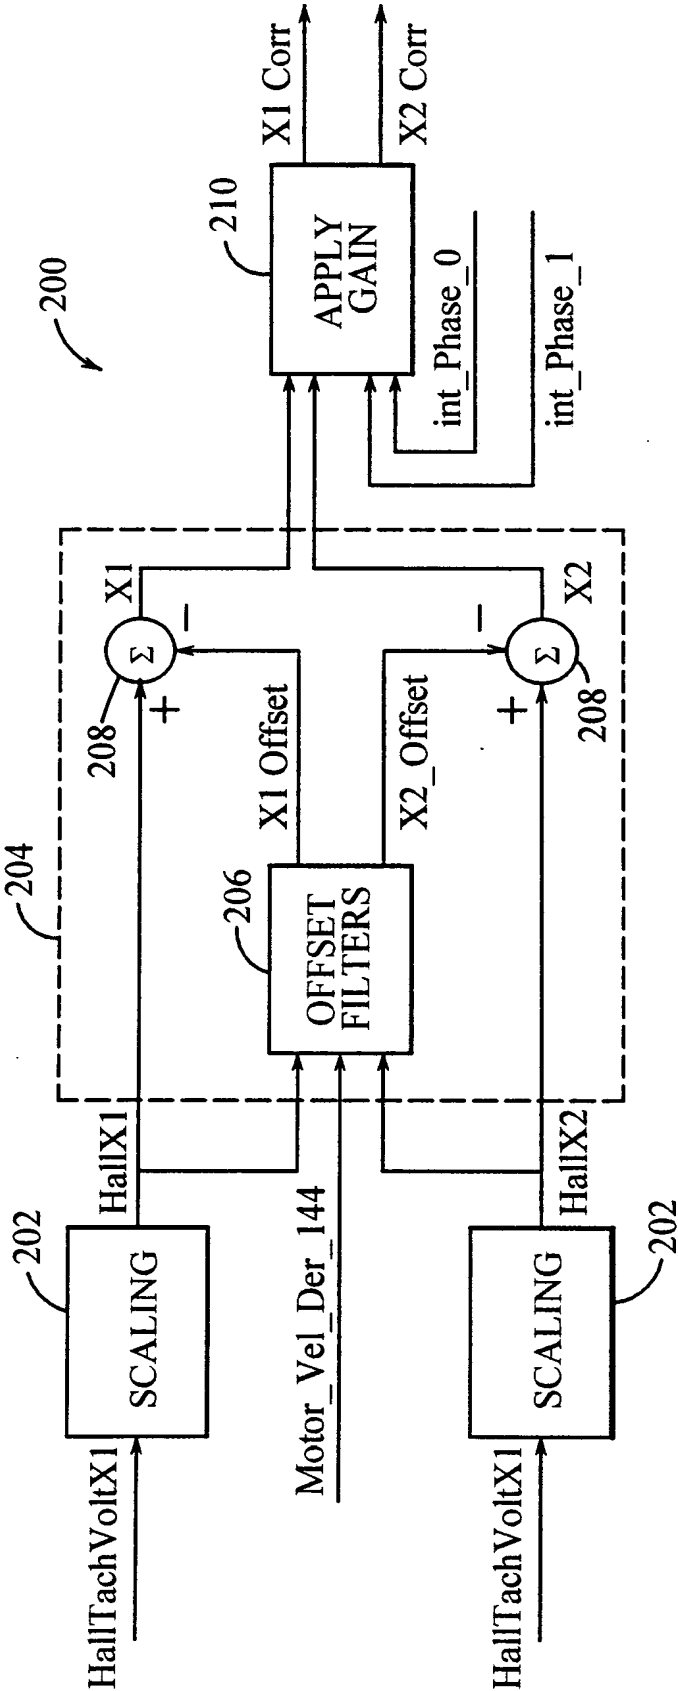 200
HallTachVoltX1
202
SCALING
HallX1
204
208
Σ
+
−
X1
X1 Offset
Motor_Vel_Der_144
206
OFFSET
FILTERS
X2_Offset
HallTachVoltX1
SCALING
202
HallX2
+
−
Σ
208
X2
210
APPLY
GAIN
X1 Corr
X2 Corr
int_Phase_0
int_Phase_1